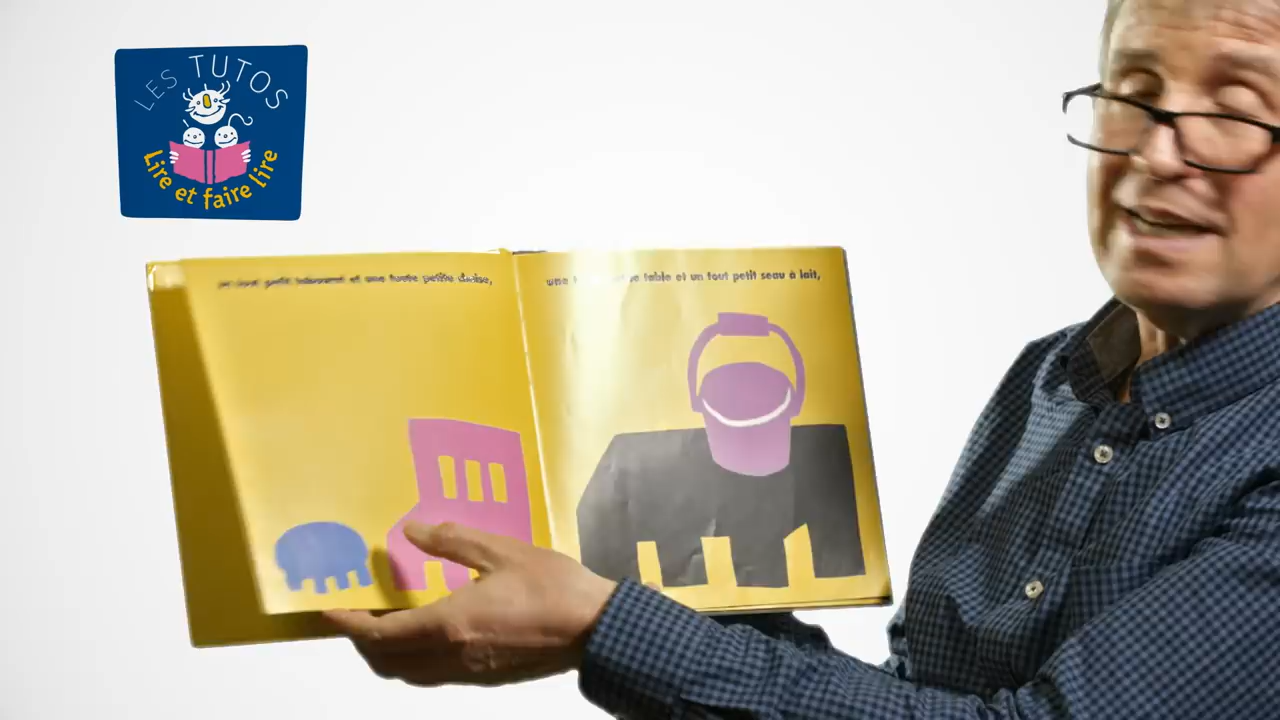 LES TUTOS
Lire et faire lire
un tout petit tabouret et une toute petite chaise,
une table et un tout petit seau à lait,